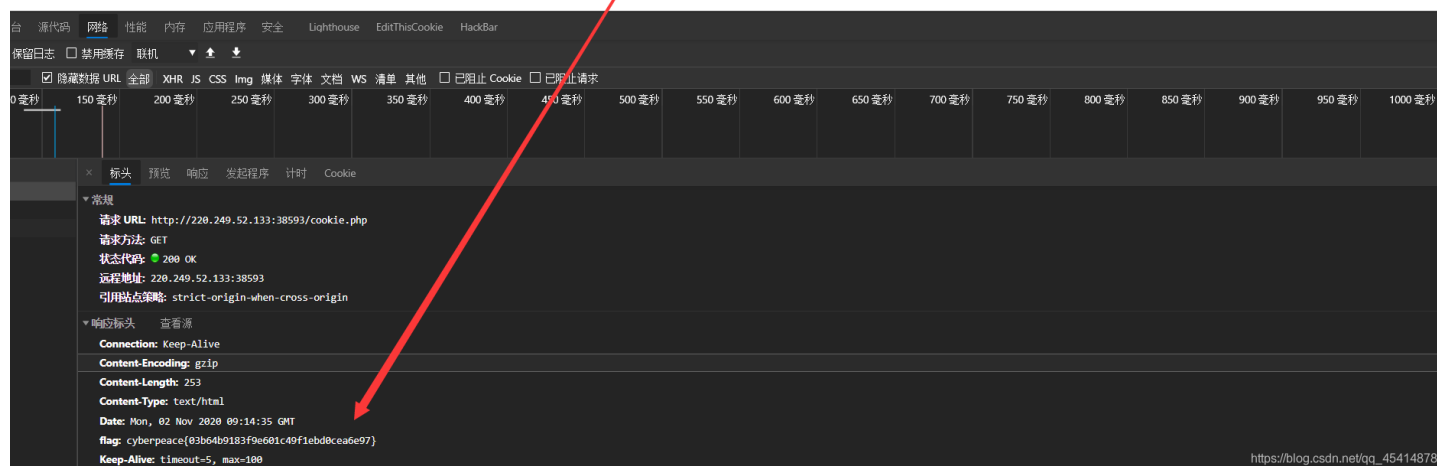 台 源代码 网络 性能 内存 应用程序 安全 Lighthouse EditThisCookie HackBar
保留日志 禁用缓存 联机
隐藏数据 URL 全部 XHR JS CSS Img 媒体 字体 文档 WS 清单 其他 已阻止 Cookie 已阻止请求
0 毫秒 150 毫秒 200 毫秒 250 毫秒 300 毫秒 350 毫秒 400 毫秒 450 毫秒 500 毫秒 550 毫秒 600 毫秒 650 毫秒 700 毫秒 750 毫秒 800 毫秒 850 毫秒 900 毫秒 950 毫秒 1000 毫秒
× 标头 预览 响应 发起程序 计时 Cookie
常规
请求 URL: http://220.249.52.133:38593/cookie.php
请求方法: GET
状态代码: 200 OK
远程地址: 220.249.52.133:38593
引用站点策略: strict-origin-when-cross-origin
响应标头 查看源
Connection: Keep-Alive
Content-Encoding: gzip
Content-Length: 253
Content-Type: text/html
Date: Mon, 02 Nov 2020 09:14:35 GMT
flag: cyberpeace{03b64b9183f9e601c49f1ebd0cea6e97}
Keep-Alive: timeout=5, max=100
https://blog.csdn.net/qq_45414878